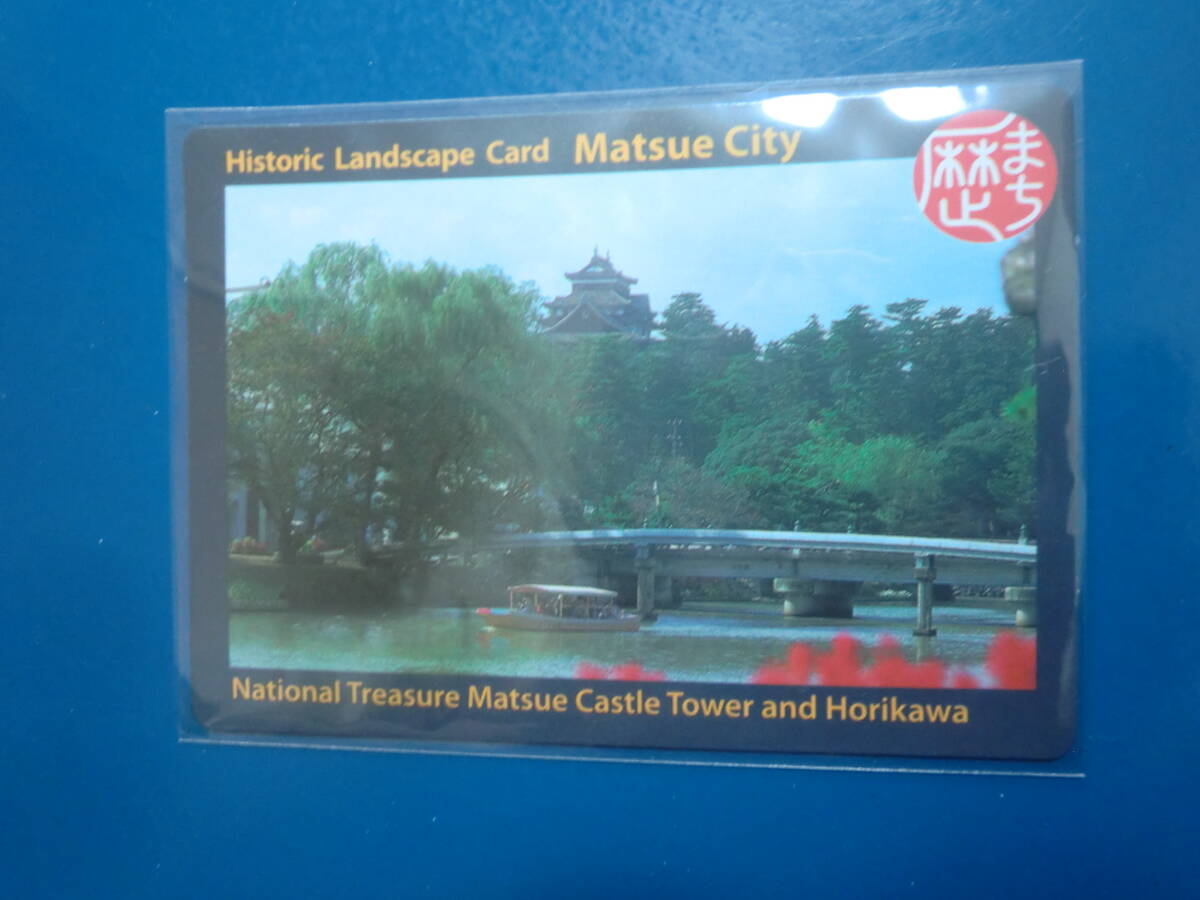 Historic Landscape Card Matsue City
歴まち
National Treasure Matsue Castle Tower and Horikawa